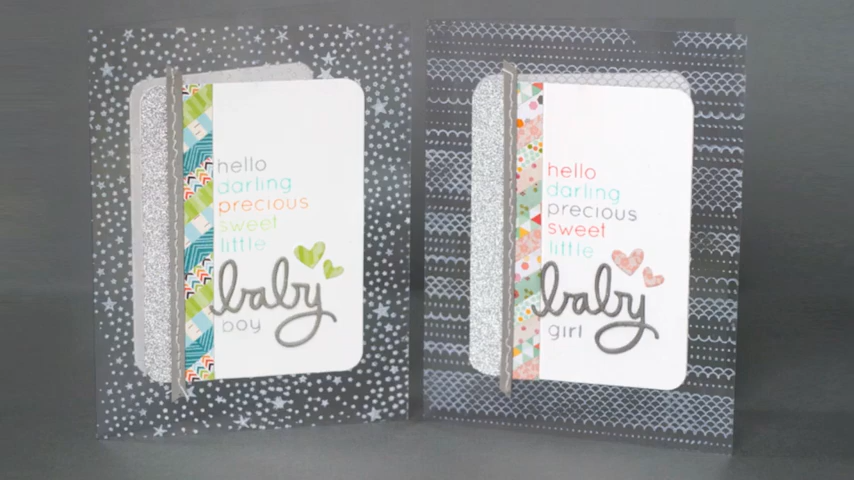 hello
darling
precious
sweet
little
baby
boy
hello
darling
precious
sweet
little
baby
girl